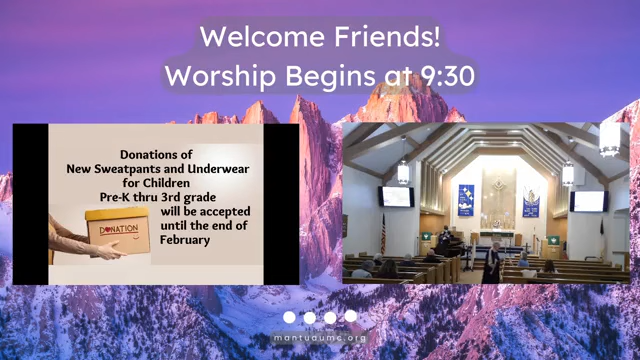 Welcome Friends!
Worship Begins at 9:30
Donations of
New Sweatpants and Underwear
for Children
Pre-K thru 3rd grade
will be accepted
until the end of
February
DONATION
mantuaumc.org